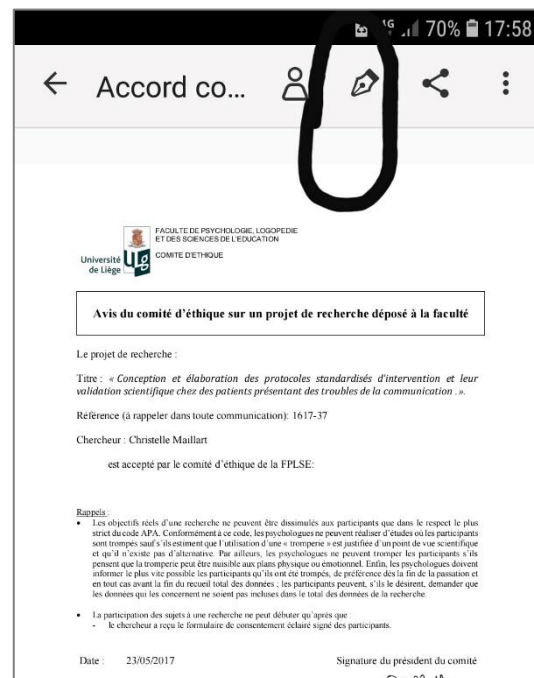 4G 70% 17:58
Accord co...
FACULTE DE PSYCHOLOGIE, LOGOPEDIE
ET DES SCIENCES DE L'EDUCATION
COMITE D'ETHIQUE
Université
de Liège
Avis du comité d'éthique sur un projet de recherche déposé à la faculté
Le projet de recherche :
Titre : « Conception et élaboration des protocoles standardisés d'intervention et leur
validation scientifique chez des patients présentant des troubles de la communication .».
Référence (à rappeler dans toute communication): 1617-37
Chercheur : Christelle Maillart
est accepté par le comité d'éthique de la FPLSE:
Rappels :
• Les objectifs réels d'une recherche ne peuvent être dissimulés aux participants que dans le respect le plus
strict du code APA. Conformément à ce code, les psychologues ne peuvent réaliser d'études où les participants
sont trompés sauf s'ils estiment que l'utilisation d'une « tromperie » est justifiée d'un point de vue scientifique
et qu'il n'existe pas d'alternative. Par ailleurs, les psychologues ne peuvent tromper les participants s'ils
pensent que la tromperie peut être nuisible aux plans physique ou émotionnel. Enfin, les psychologues doivent
informer le plus vite possible les participants qu'ils ont été trompés, de préférence dès la fin de la passation et
en tout cas avant la fin du recueil total des données ; les participants peuvent, s'ils le désirent, demander que
les données qui les concernent ne soient pas incluses dans le total des données de la recherche.
• La participation des sujets à une recherche ne peut débuter qu'après que :
- le chercheur a reçu le formulaire de consentement éclairé signé des participants.
Date : 23/05/2017 Signature du président du comité